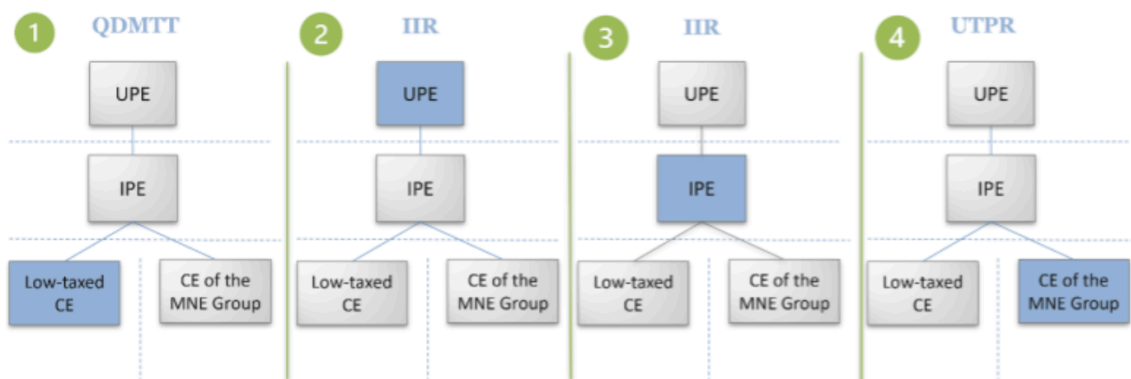 1
QDMTT
UPE
IPE
Low-taxed
CE
CE of the
MNE Group
2
IIR
UPE
IPE
Low-taxed
CE
CE of the
MNE Group
3
IIR
UPE
IPE
Low-taxed
CE
CE of the
MNE Group
4
UTPR
UPE
IPE
Low-taxed
CE
CE of the
MNE Group